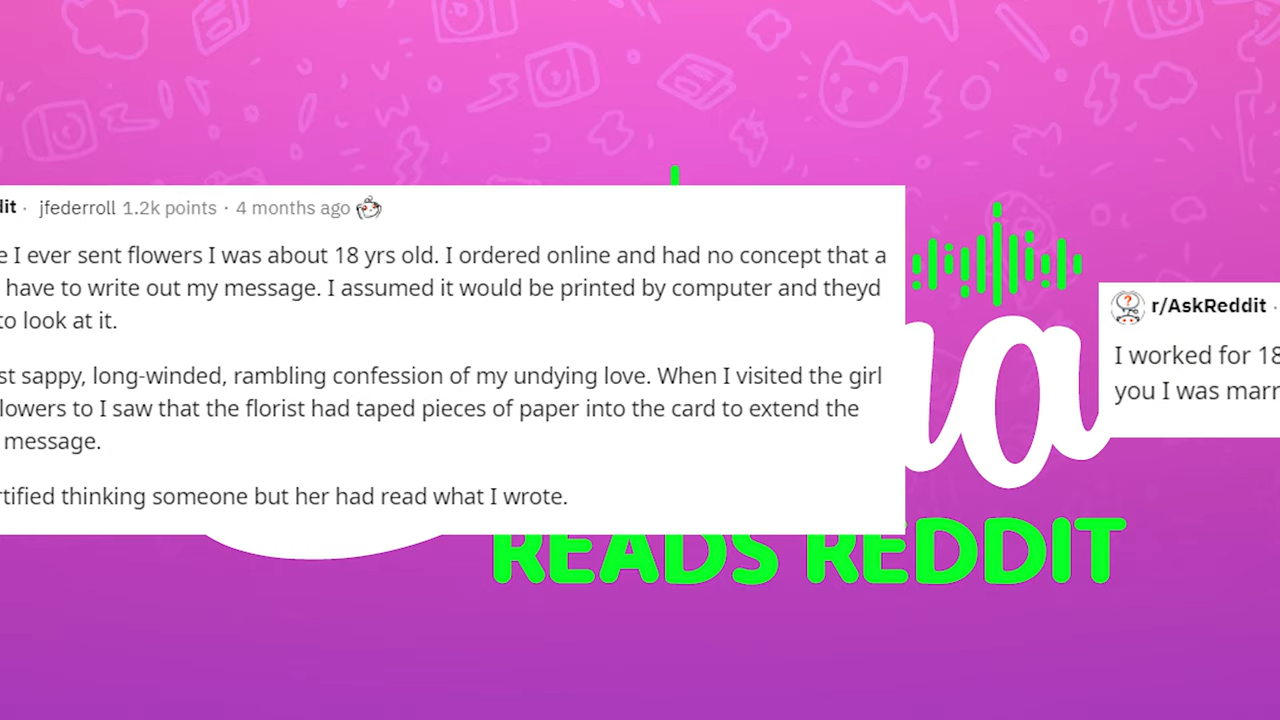 dit · jfederroll 1.2k points · 4 months ago
e I ever sent flowers I was about 18 yrs old. I ordered online and had no concept that a
have to write out my message. I assumed it would be printed by computer and theyd
to look at it.
st sappy, long-winded, rambling confession of my undying love. When I visited the girl
lowers to I saw that the florist had taped pieces of paper into the card to extend the
message.
rtified thinking someone but her had read what I wrote.
r/AskReddit ·
I worked for 18
you I was marr
a
READS REDDIT